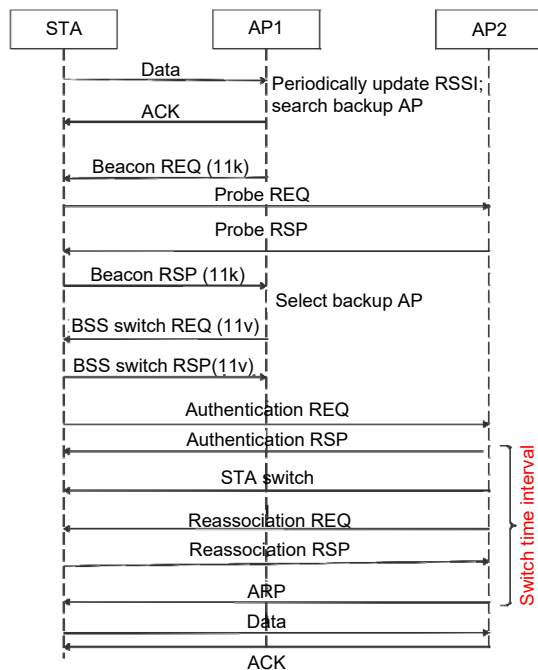 STA
AP1
AP2
Data
Periodically update RSSI;
search backup AP
ACK
Beacon REQ (11k)
Probe REQ
Probe RSP
Beacon RSP (11k)
Select backup AP
BSS switch REQ (11v)
BSS switch RSP(11v)
Authentication REQ
Authentication RSP
STA switch
Reassociation REQ
Reassociation RSP
ARP
Switch time interval
Data
ACK